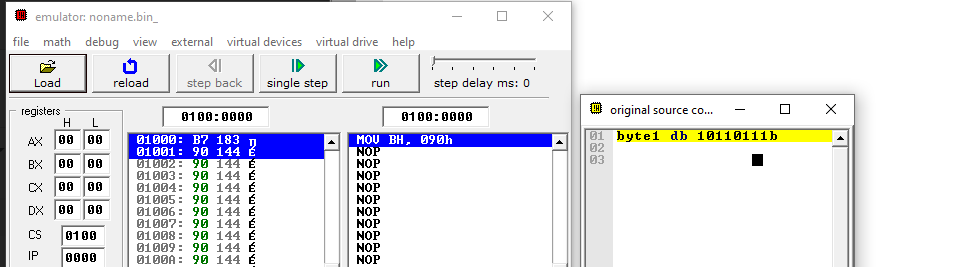 emulator: noname.bin_
file math debug view external virtual devices virtual drive help
Load reload step back single step run step delay ms: 0
registers
H L
0100:0000 0100:0000
AX 00 00
BX 00 00
CX 00 00
DX 00 00
CS 0100
IP 0000
01000: B7 183 η
01001: 90 144 É
01002: 90 144 É
01003: 90 144 É
01004: 90 144 É
01005: 90 144 É
01006: 90 144 É
01007: 90 144 É
01008: 90 144 É
01009: 90 144 É
0100A: 90 144 É
MOV BH, 090h
NOP
NOP
NOP
NOP
NOP
NOP
NOP
NOP
NOP
NOP
original source co...
01 byte1 db 10110111b
02
03